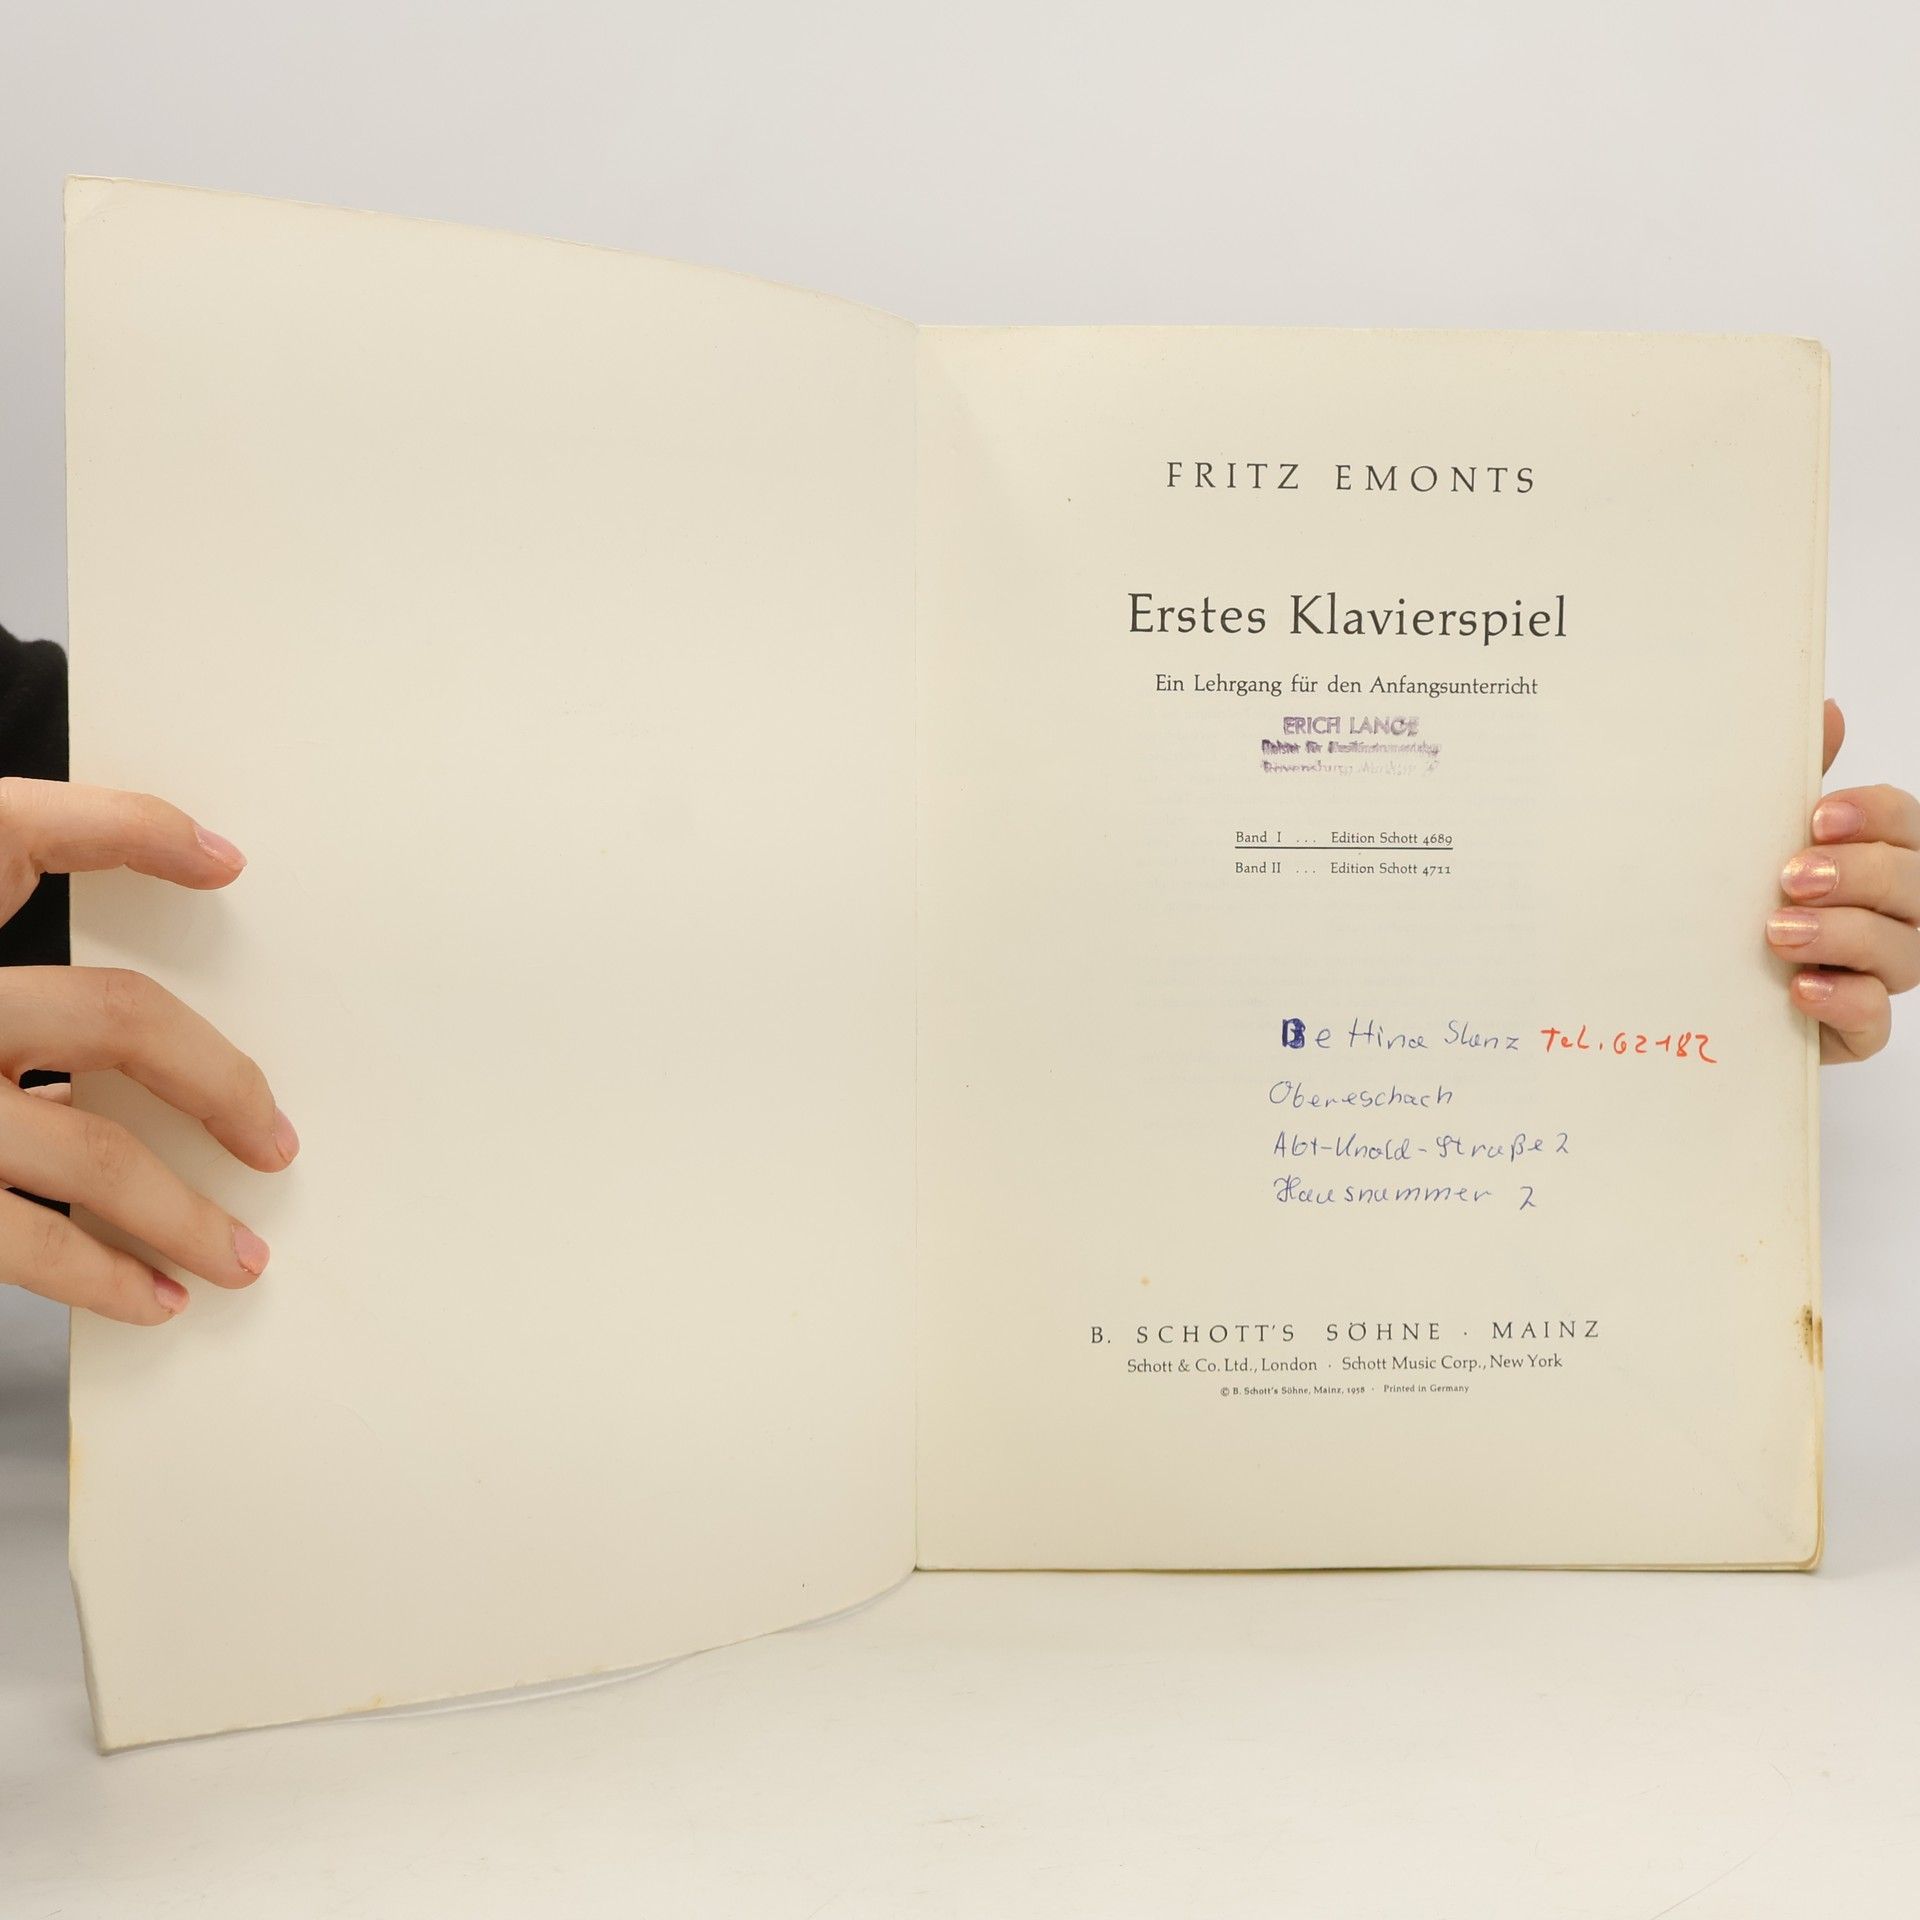 FRITZ EMONTS
Erstes Klavierspiel
Ein Lehrgang für den Anfangsunterricht
ERICH LANGE
Meister für
Band I ... Edition Schott 4689
Band II ... Edition Schott 4711
Bettina Tel. 62182
Obereschach
Abt-Unold-Straße 2
Hausnummer 2
B. SCHOTT'S SÖHNE · MAINZ
Schott & Co. Ltd., London · Schott Music Corp., New York
© B. Schott's Söhne, Mainz, 1958 · Printed in Germany